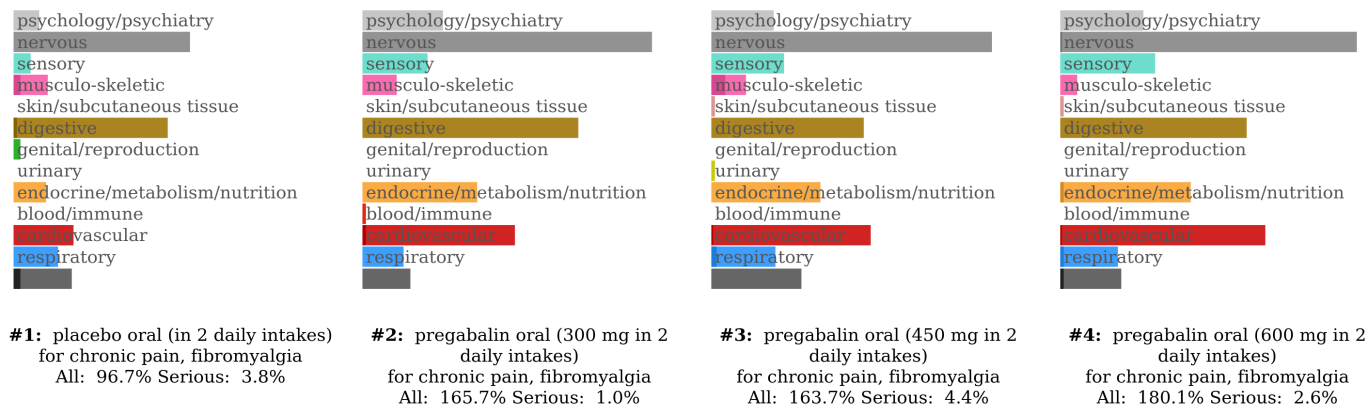 psychology/psychiatry
nervous
sensory
musculo-skeletic
skin/subcutaneous tissue
digestive
genital/reproduction
urinary
endocrine/metabolism/nutrition
blood/immune
cardiovascular
respiratory
#1: placebo oral (in 2 daily intakes)
for chronic pain, fibromyalgia
All: 96.7% Serious: 3.8%
psychology/psychiatry
nervous
sensory
musculo-skeletic
skin/subcutaneous tissue
digestive
genital/reproduction
urinary
endocrine/metabolism/nutrition
blood/immune
cardiovascular
respiratory
#2: pregabalin oral (300 mg in 2
daily intakes)
for chronic pain, fibromyalgia
All: 165.7% Serious: 1.0%
psychology/psychiatry
nervous
sensory
musculo-skeletic
skin/subcutaneous tissue
digestive
genital/reproduction
urinary
endocrine/metabolism/nutrition
blood/immune
cardiovascular
respiratory
#3: pregabalin oral (450 mg in 2
daily intakes)
for chronic pain, fibromyalgia
All: 163.7% Serious: 4.4%
psychology/psychiatry
nervous
sensory
musculo-skeletic
skin/subcutaneous tissue
digestive
genital/reproduction
urinary
endocrine/metabolism/nutrition
blood/immune
cardiovascular
respiratory
#4: pregabalin oral (600 mg in 2
daily intakes)
for chronic pain, fibromyalgia
All: 180.1% Serious: 2.6%